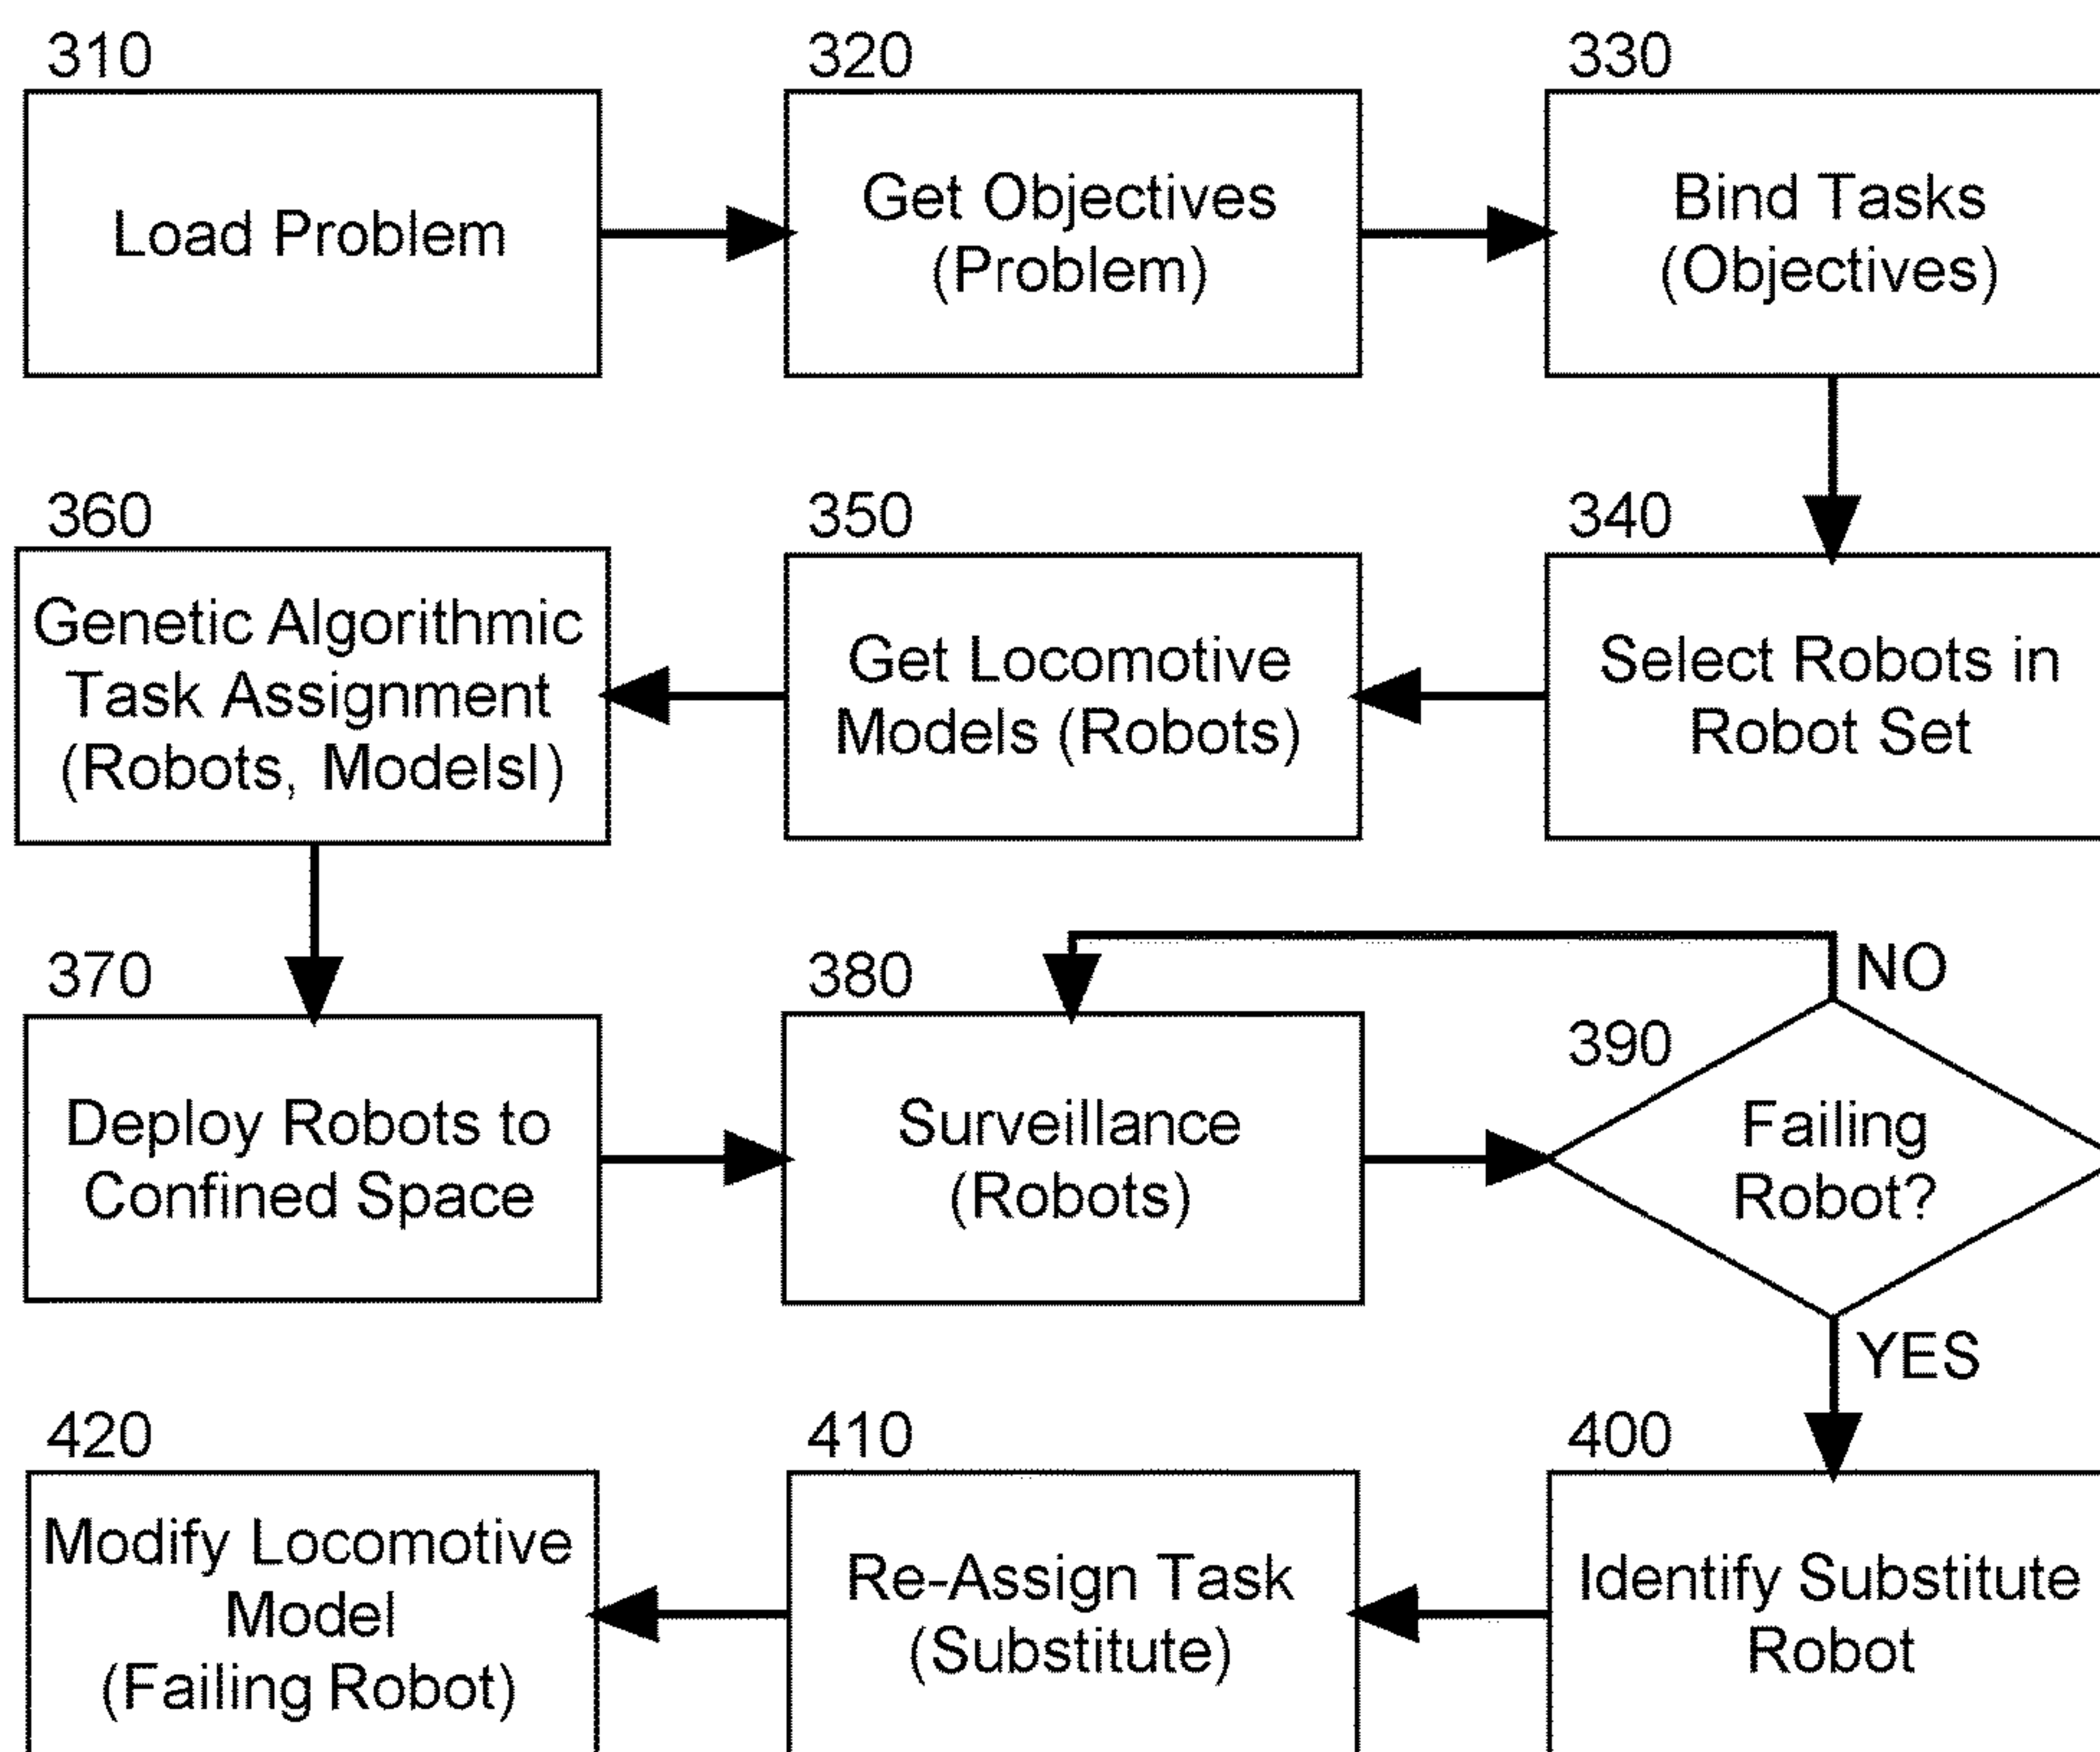 310
Load Problem
320
Get Objectives
(Problem)
330
Bind Tasks
(Objectives)
340
Select Robots in
Robot Set
350
Get Locomotive
Models (Robots)
360
Genetic Algorithmic
Task Assignment
(Robots, Modelsl)
370
Deploy Robots to
Confined Space
380
Surveillance
(Robots)
390
Failing
Robot?
NO
YES
400
Identify Substitute
Robot
410
Re-Assign Task
(Substitute)
420
Modify Locomotive
Model
(Failing Robot)